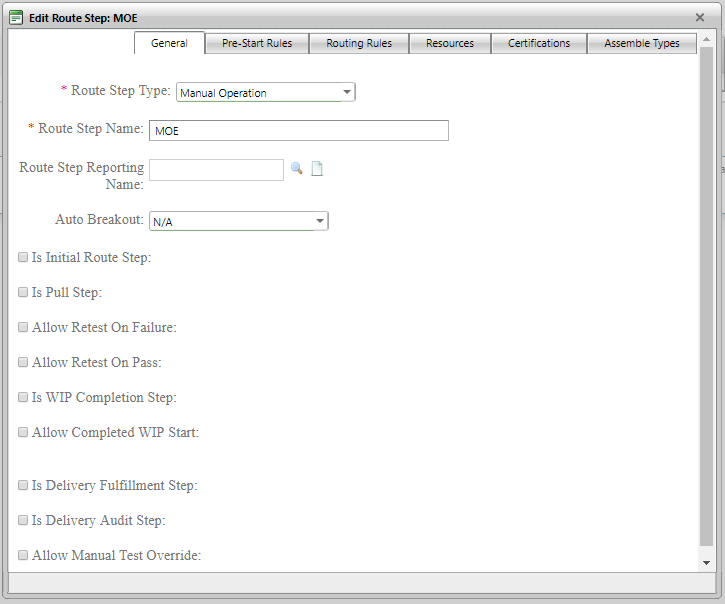 Edit Route Step: MOE
General Pre-Start Rules Routing Rules Resources Certifications Assemble Types
* Route Step Type: Manual Operation
* Route Step Name: MOE
Route Step Reporting
Name:
Auto Breakout: N/A
Is Initial Route Step:
Is Pull Step:
Allow Retest On Failure:
Allow Retest On Pass:
Is WIP Completion Step:
Allow Completed WIP Start:
Is Delivery Fulfillment Step:
Is Delivery Audit Step:
Allow Manual Test Override: